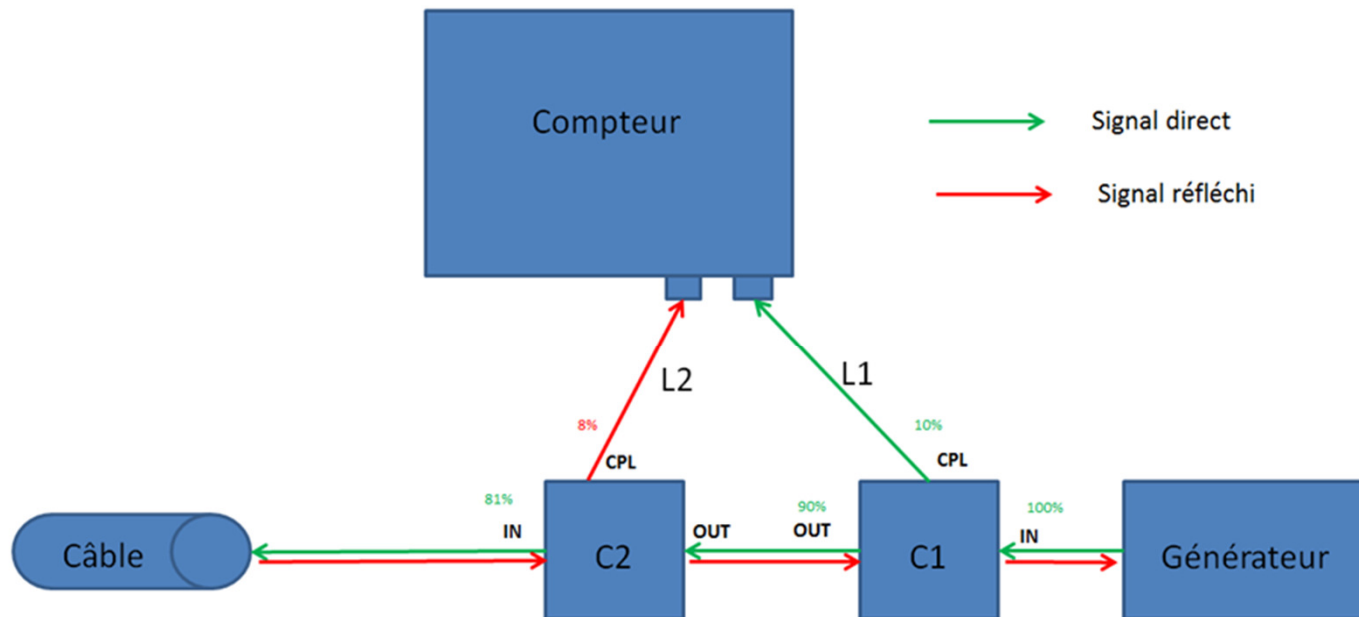 Compteur
Signal direct
Signal réfléchi
L2
L1
8%
10%
CPL
CPL
81%
90%
100%
IN
OUT
OUT
IN
Câble
C2
C1
Générateur